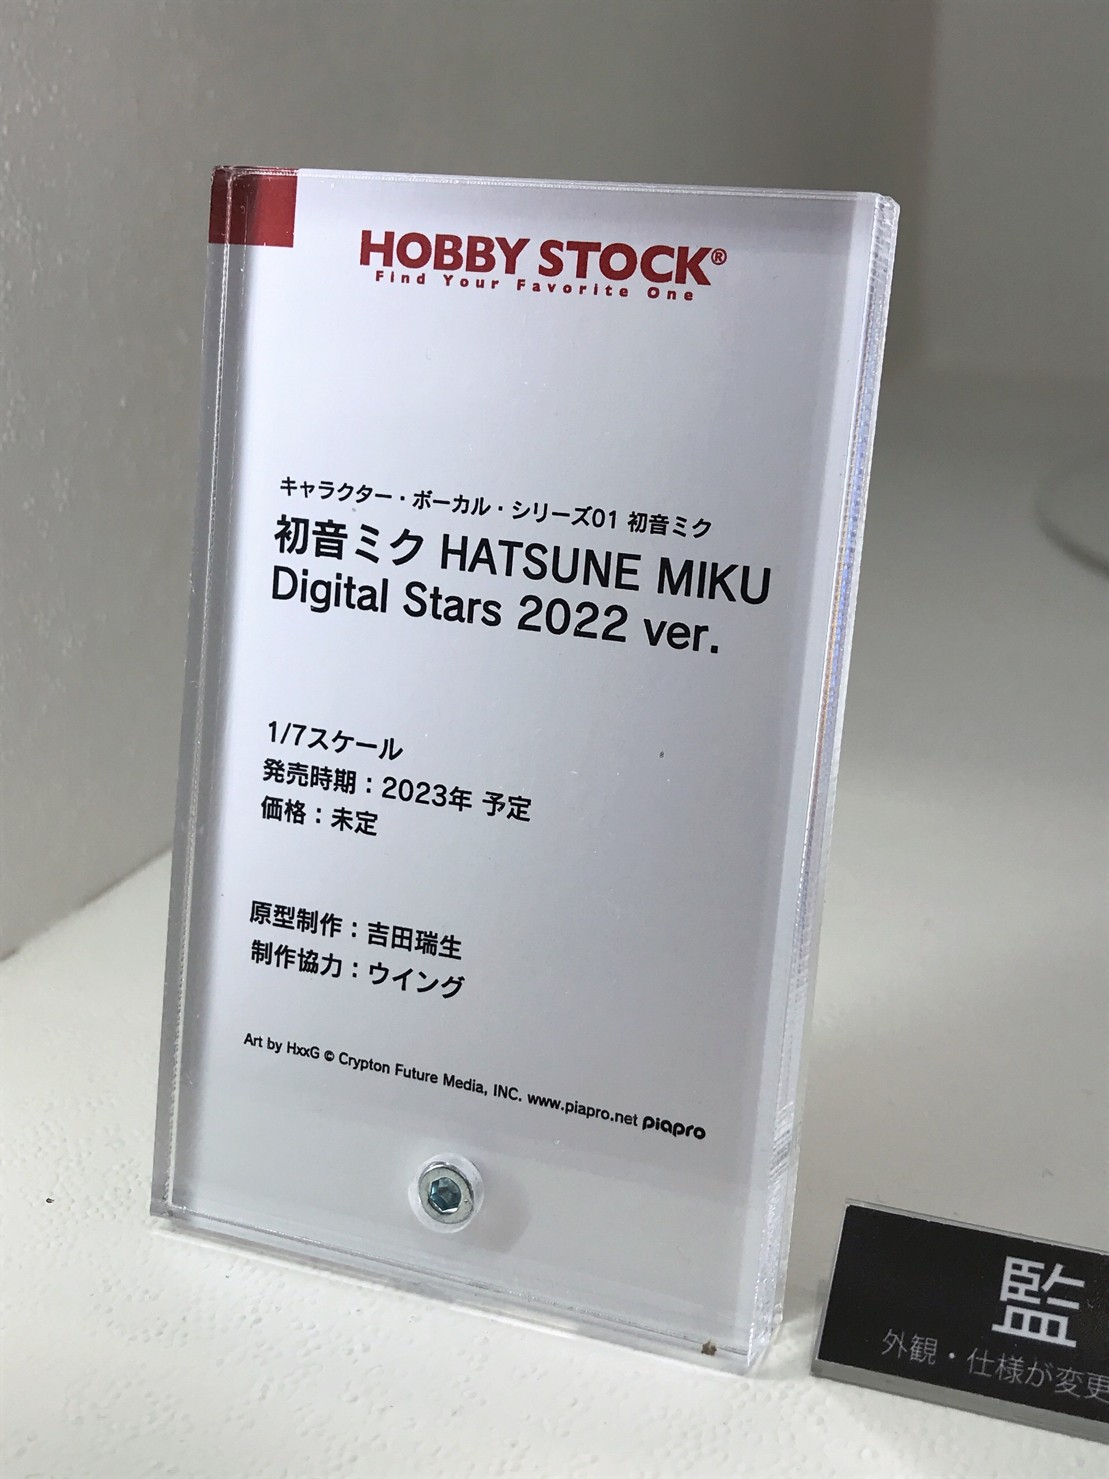 HOBBY STOCK®
Find Your Favorite One
キャラクター・ボーカル・シリーズ01 初音ミク
初音ミク HATSUNE MIKU
Digital Stars 2022 ver.
1/7スケール
発売時期：2023年 予定
価格：未定
原型制作：吉田瑞生
制作協力：ウイング
Art by HxxG © Crypton Future Media, INC. www.piapro.net piapro
監
外観・仕様が変更